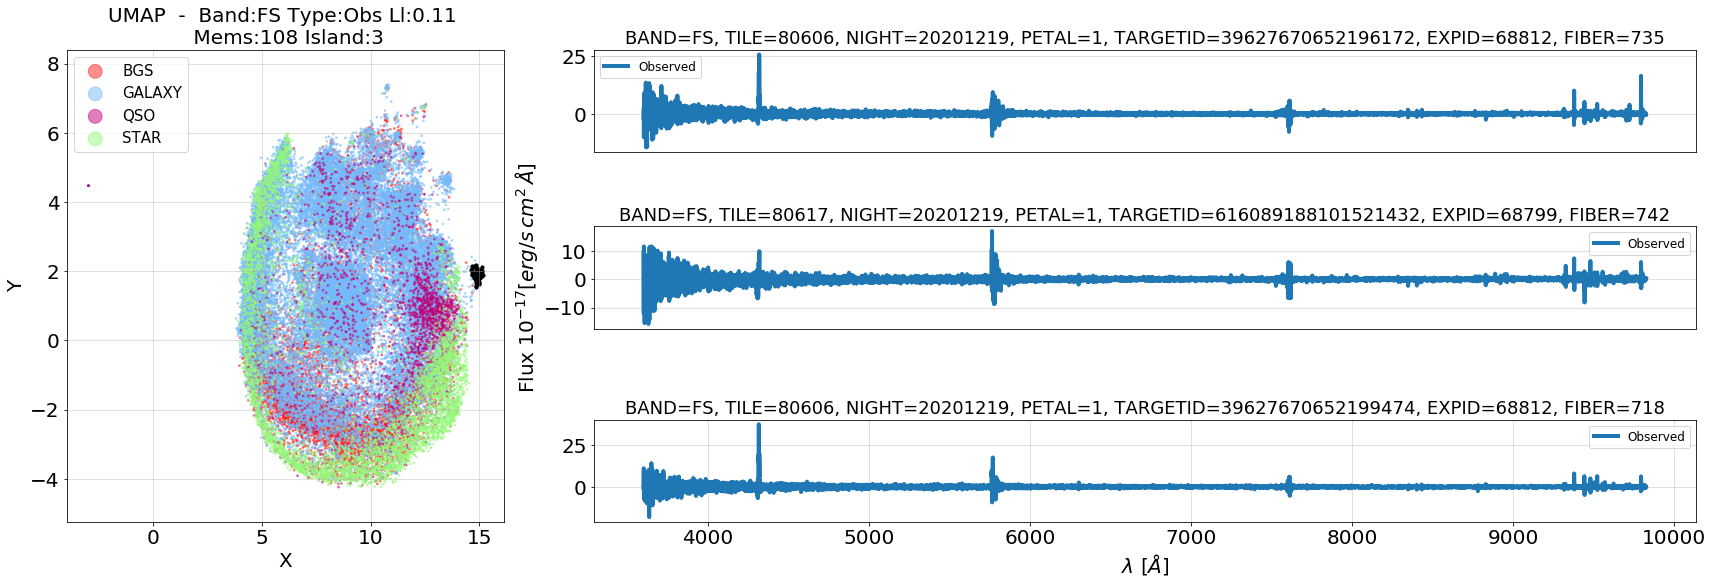 UMAP - Band:FS Type:Obs Ll:0.11
Mems:108 Island:3
BGS
GALAXY
QSO
STAR
8
6
4
2
0
−2
−4
Y
0
5
10
15
X
BAND=FS, TILE=80606, NIGHT=20201219, PETAL=1, TARGETID=39627670652196172, EXPID=68812, FIBER=735
Observed
25
0
BAND=FS, TILE=80617, NIGHT=20201219, PETAL=1, TARGETID=616089188101521432, EXPID=68799, FIBER=742
Observed
10
0
−10
Flux 10⁻¹⁷[erg/s cm² Å]
BAND=FS, TILE=80606, NIGHT=20201219, PETAL=1, TARGETID=39627670652199474, EXPID=68812, FIBER=718
Observed
25
0
4000
5000
6000
7000
8000
9000
10000
λ [Å]